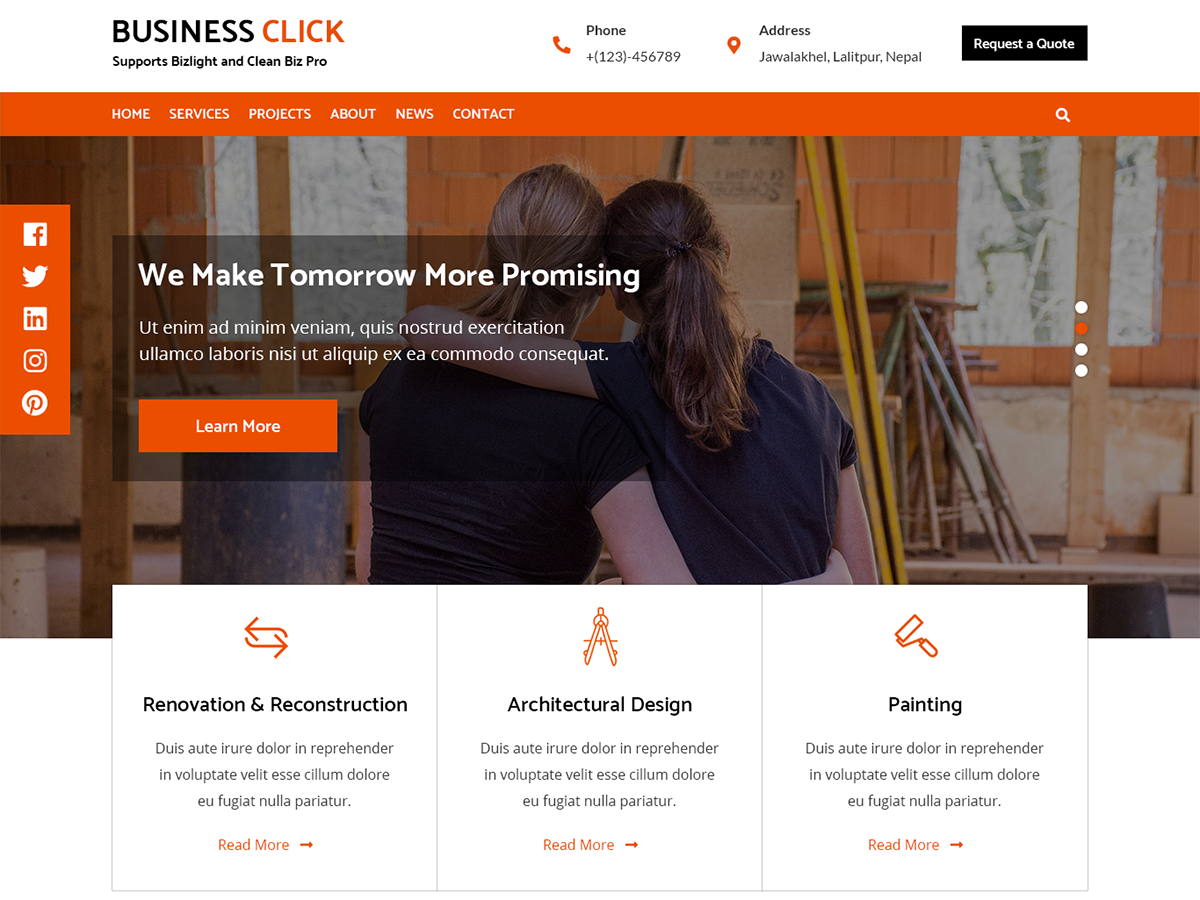 BUSINESS CLICK
Supports Bizlight and Clean Biz Pro
Phone
+(123)-456789
Address
Jawalakhel, Lalitpur, Nepal
Request a Quote
HOME SERVICES PROJECTS ABOUT NEWS CONTACT
We Make Tomorrow More Promising
Ut enim ad minim veniam, quis nostrud exercitation
ullamco laboris nisi ut aliquip ex ea commodo consequat.
Learn More
Renovation & Reconstruction
Duis aute irure dolor in reprehender
in voluptate velit esse cillum dolore
eu fugiat nulla pariatur.
Read More
Architectural Design
Duis aute irure dolor in reprehender
in voluptate velit esse cillum dolore
eu fugiat nulla pariatur.
Read More
Painting
Duis aute irure dolor in reprehender
in voluptate velit esse cillum dolore
eu fugiat nulla pariatur.
Read More